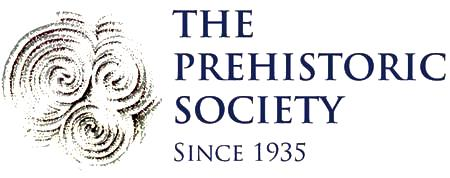 THE
PREHISTORIC
SOCIETY
SINCE 1935